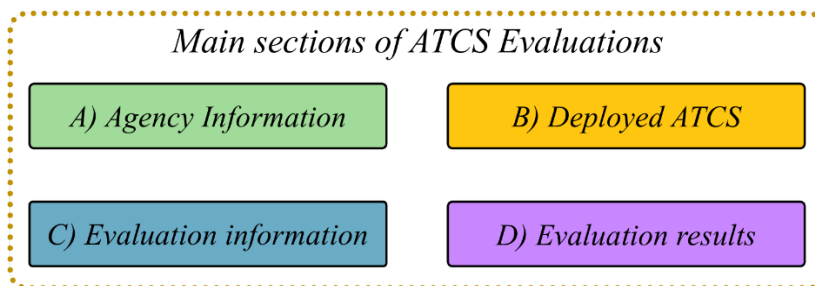 Main sections of ATCS Evaluations
A) Agency Information
B) Deployed ATCS
C) Evaluation information
D) Evaluation results